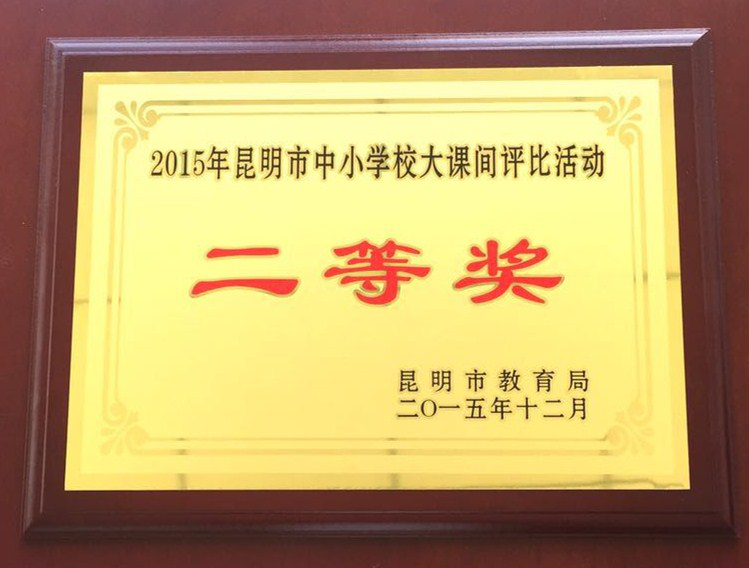 2015年昆明市中小学校大课间评比活动
二等奖
昆明市教育局
二〇一五年十二月